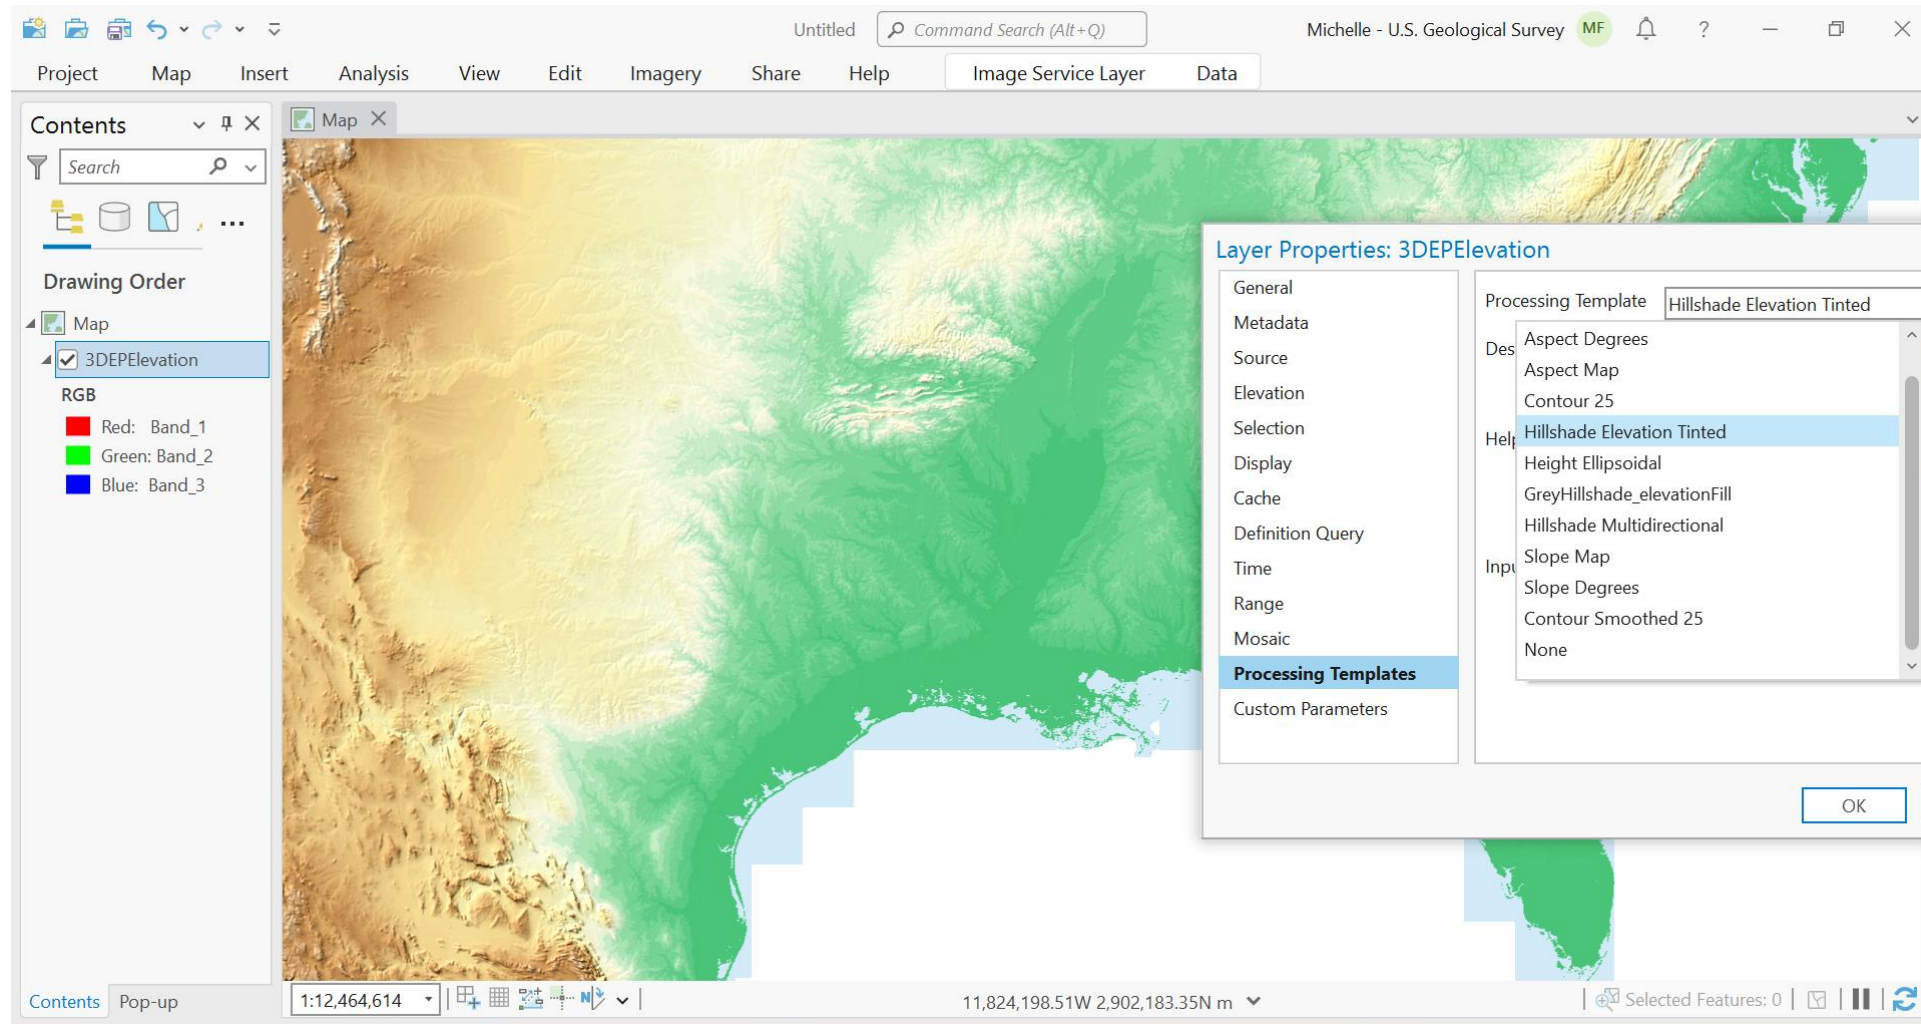 Untitled
Command Search (Alt+Q)
Michelle - U.S. Geological Survey
MF
?
Project Map Insert Analysis View Edit Imagery Share Help Image Service Layer Data
Contents
Map
Search
...
Drawing Order
Map
3DEPElevation
RGB
Red: Band_1
Green: Band_2
Blue: Band_3
Layer Properties: 3DEPElevation
General
Metadata
Source
Elevation
Selection
Display
Cache
Definition Query
Time
Range
Mosaic
Processing Templates
Custom Parameters
Processing Template
Hillshade Elevation Tinted
Des
Help
Inpu
Aspect Degrees
Aspect Map
Contour 25
Hillshade Elevation Tinted
Height Ellipsoidal
GreyHillshade_elevationFill
Hillshade Multidirectional
Slope Map
Slope Degrees
Contour Smoothed 25
None
OK
Contents Pop-up
1:12,464,614
N
11,824,198.51W 2,902,183.35N m
Selected Features: 0